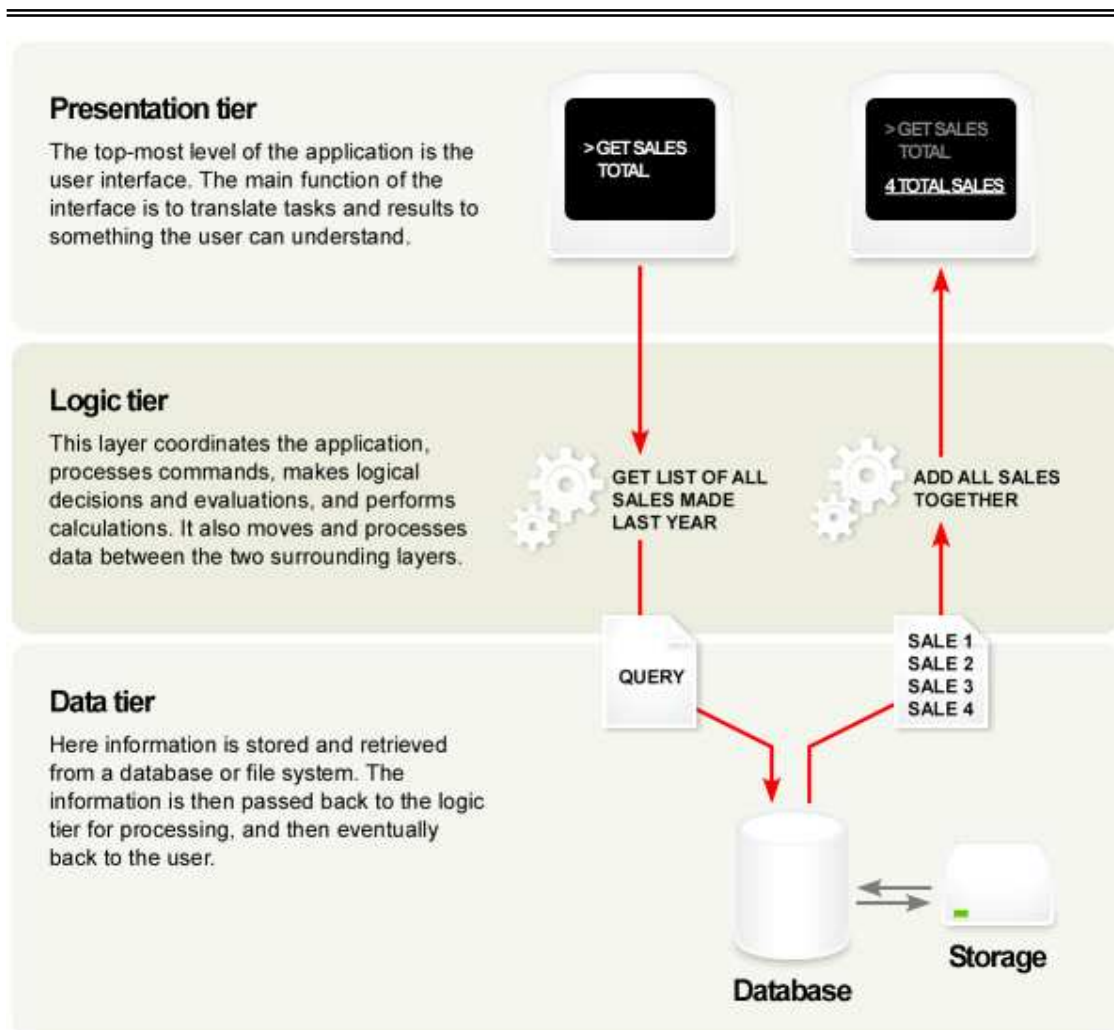 Presentation tier
The top-most level of the application is the
user interface. The main function of the
interface is to translate tasks and results to
something the user can understand.
>GET SALES
TOTAL
>GET SALES
TOTAL
4 TOTAL SALES
Logic tier
This layer coordinates the application,
processes commands, makes logical
decisions and evaluations, and performs
calculations. It also moves and processes
data between the two surrounding layers.
GET LIST OF ALL
SALES MADE
LAST YEAR
ADD ALL SALES
TOGETHER
Data tier
Here information is stored and retrieved
from a database or file system. The
information is then passed back to the logic
tier for processing, and then eventually
back to the user.
QUERY
SALE 1
SALE 2
SALE 3
SALE 4
Database
Storage